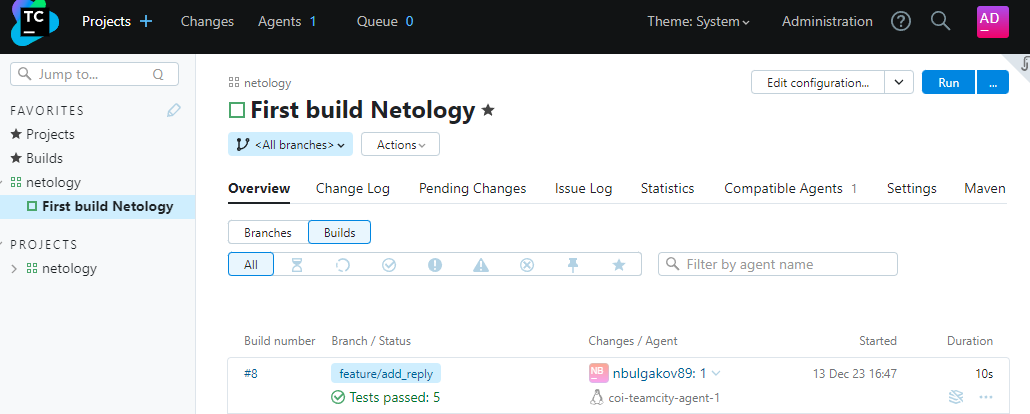 TC Projects + Changes Agents 1 Queue 0 Theme: System Administration ? AD
Jump to... Q
FAVORITES
Projects
Builds
netology
First build Netology
PROJECTS
netology
netology
Edit configuration... Run ...
First build Netology
<All branches> Actions
Overview Change Log Pending Changes Issue Log Statistics Compatible Agents 1 Settings Maven
Branches Builds
All Filter by agent name
Build number Branch / Status Changes / Agent Started Duration
#8 feature/add_reply NB nbulgakov89: 1 13 Dec 23 16:47 10s
Tests passed: 5 coi-teamcity-agent-1 ...